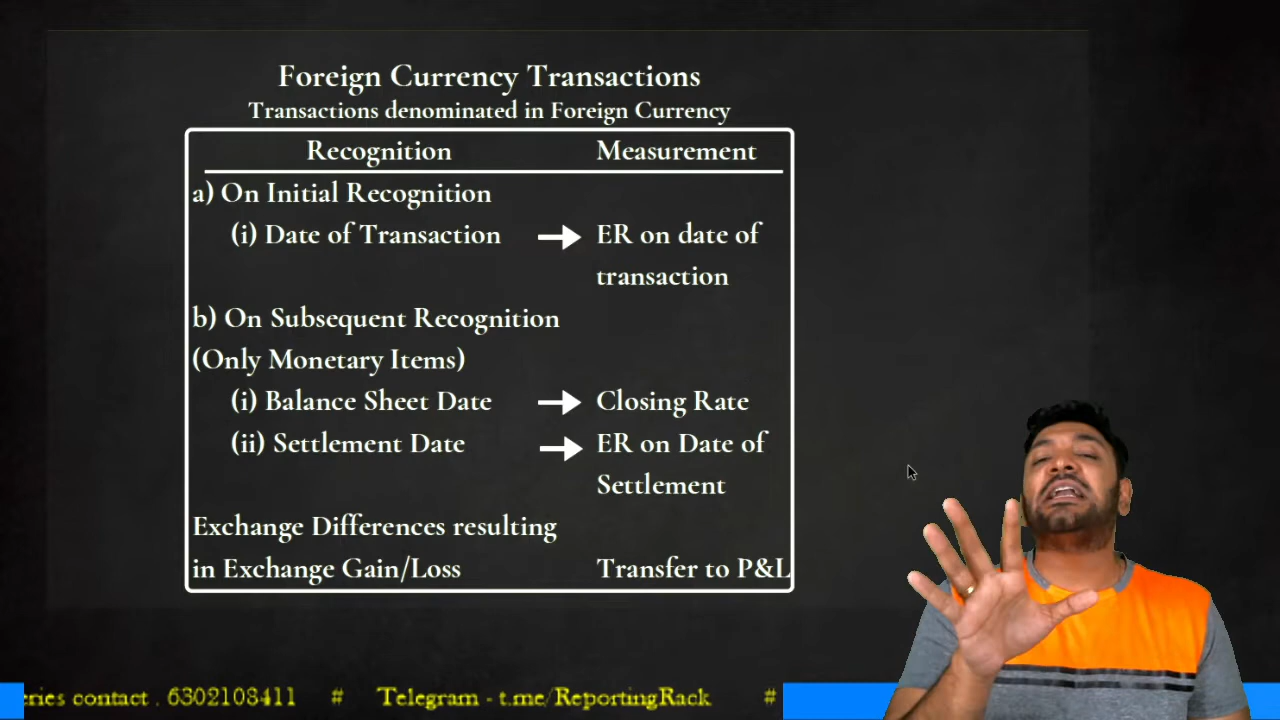 Foreign Currency Transactions
Transactions denominated in Foreign Currency
Recognition Measurement
a) On Initial Recognition
(i) Date of Transaction → ER on date of
transaction
b) On Subsequent Recognition
(Only Monetary Items)
(i) Balance Sheet Date → Closing Rate
(ii) Settlement Date → ER on Date of
Settlement
Exchange Differences resulting
in Exchange Gain/Loss Transfer to P&L
contact . 6302108411 # Telegram - t.me/ReportingRack #